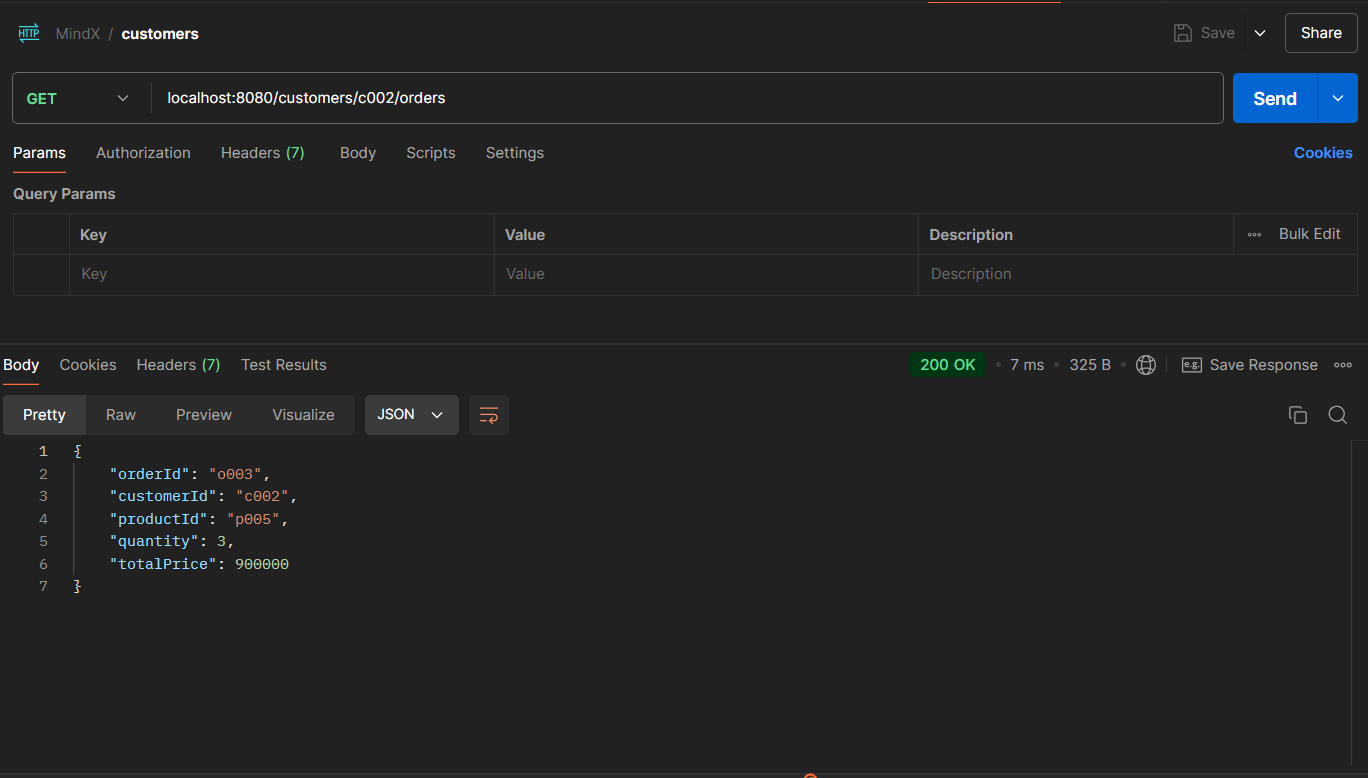 HTTP MindX / customers Save Share
GET localhost:8080/customers/c002/orders Send
Params Authorization Headers (7) Body Scripts Settings Cookies
Query Params
Key Value Description Bulk Edit
Key Value Description
Body Cookies Headers (7) Test Results 200 OK 7 ms 325 B e.g. Save Response
Pretty Raw Preview Visualize JSON
1 {
2 "orderId": "o003",
3 "customerId": "c002",
4 "productId": "p005",
5 "quantity": 3,
6 "totalPrice": 900000
7 }